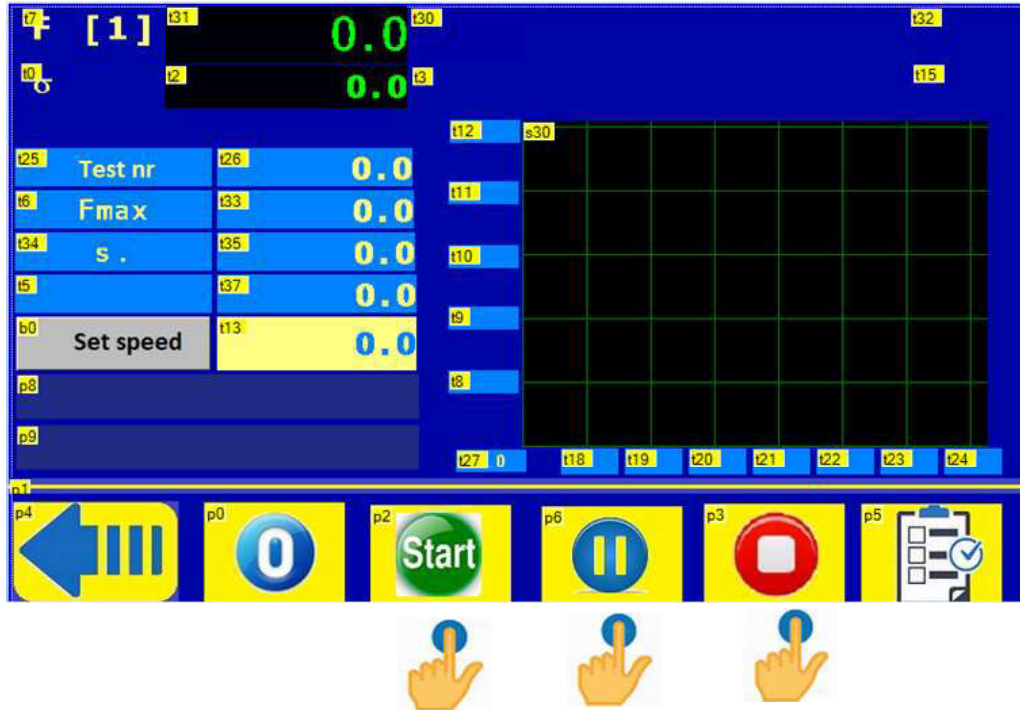 t7 F [1] t31 0.0 t30 t32
t0 σ t2 0.0 t3 t15
t12 s30
t25 Test nr t26 0.0
t6 Fmax t33 0.0 t11
t34 s . t35 0.0 t10
t5 t37 0.0
b0 Set speed t13 0.0 t9
p8 t8
p9
t27 0 t18 t19 t20 t21 t22 t23 t24
p1
p4 p0 0 p2 Start p6 p3 p5